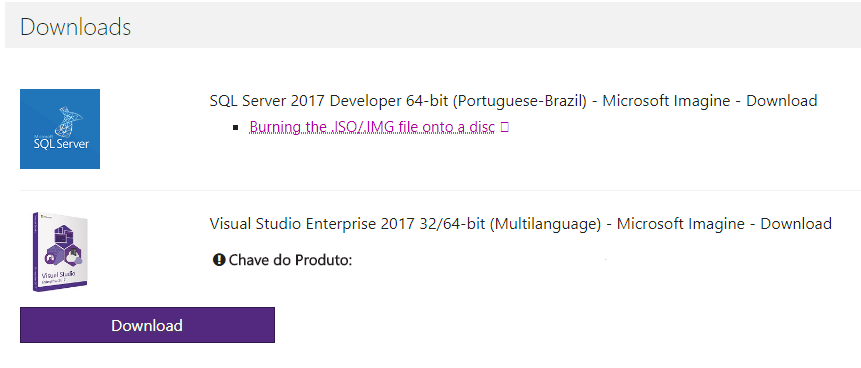 Downloads
SQL Server 2017 Developer 64-bit (Portuguese-Brazil) - Microsoft Imagine - Download
Burning the .ISO/.IMG file onto a disc
Microsoft
SQL Server
Visual Studio Enterprise 2017 32/64-bit (Multilanguage) - Microsoft Imagine - Download
Chave do Produto:
Visual Studio
Download